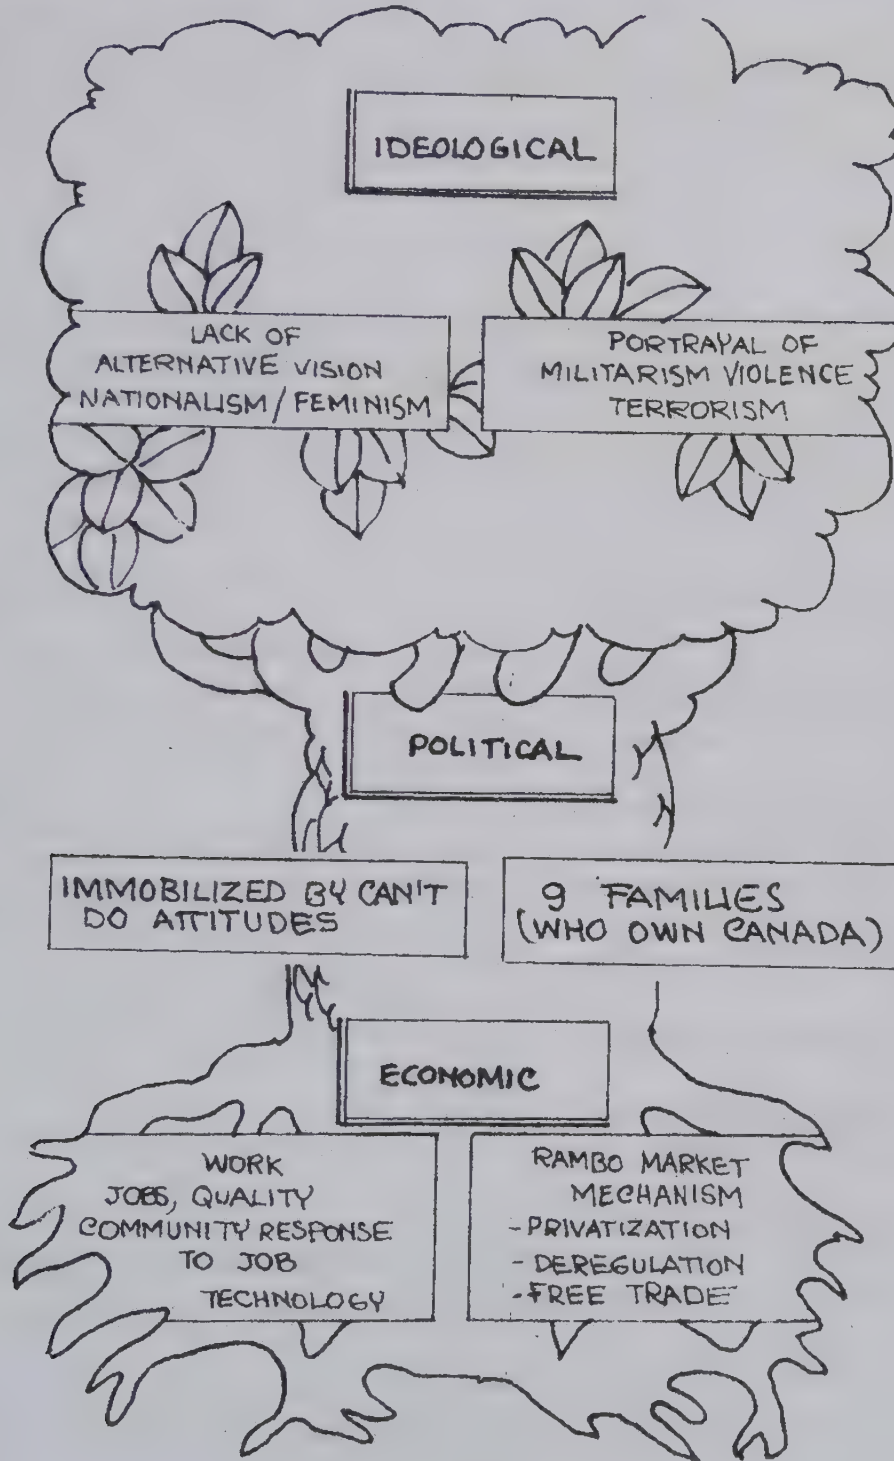 IDEOLOGICAL
LACK OF
ALTERNATIVE VISION
NATIONALISM / FEMINISM
PORTRAYAL OF
MILITARISM VIOLENCE
TERRORISM
POLITICAL
IMMOBILIZED BY CAN'T
DO ATTITUDES
9 FAMILIES
(WHO OWN CANADA)
ECONOMIC
WORK
JOBS, QUALITY
COMMUNITY RESPONSE
TO JOB
TECHNOLOGY
RAMBO MARKET
MECHANISM
- PRIVATIZATION
- DEREGULATION
- FREE TRADE